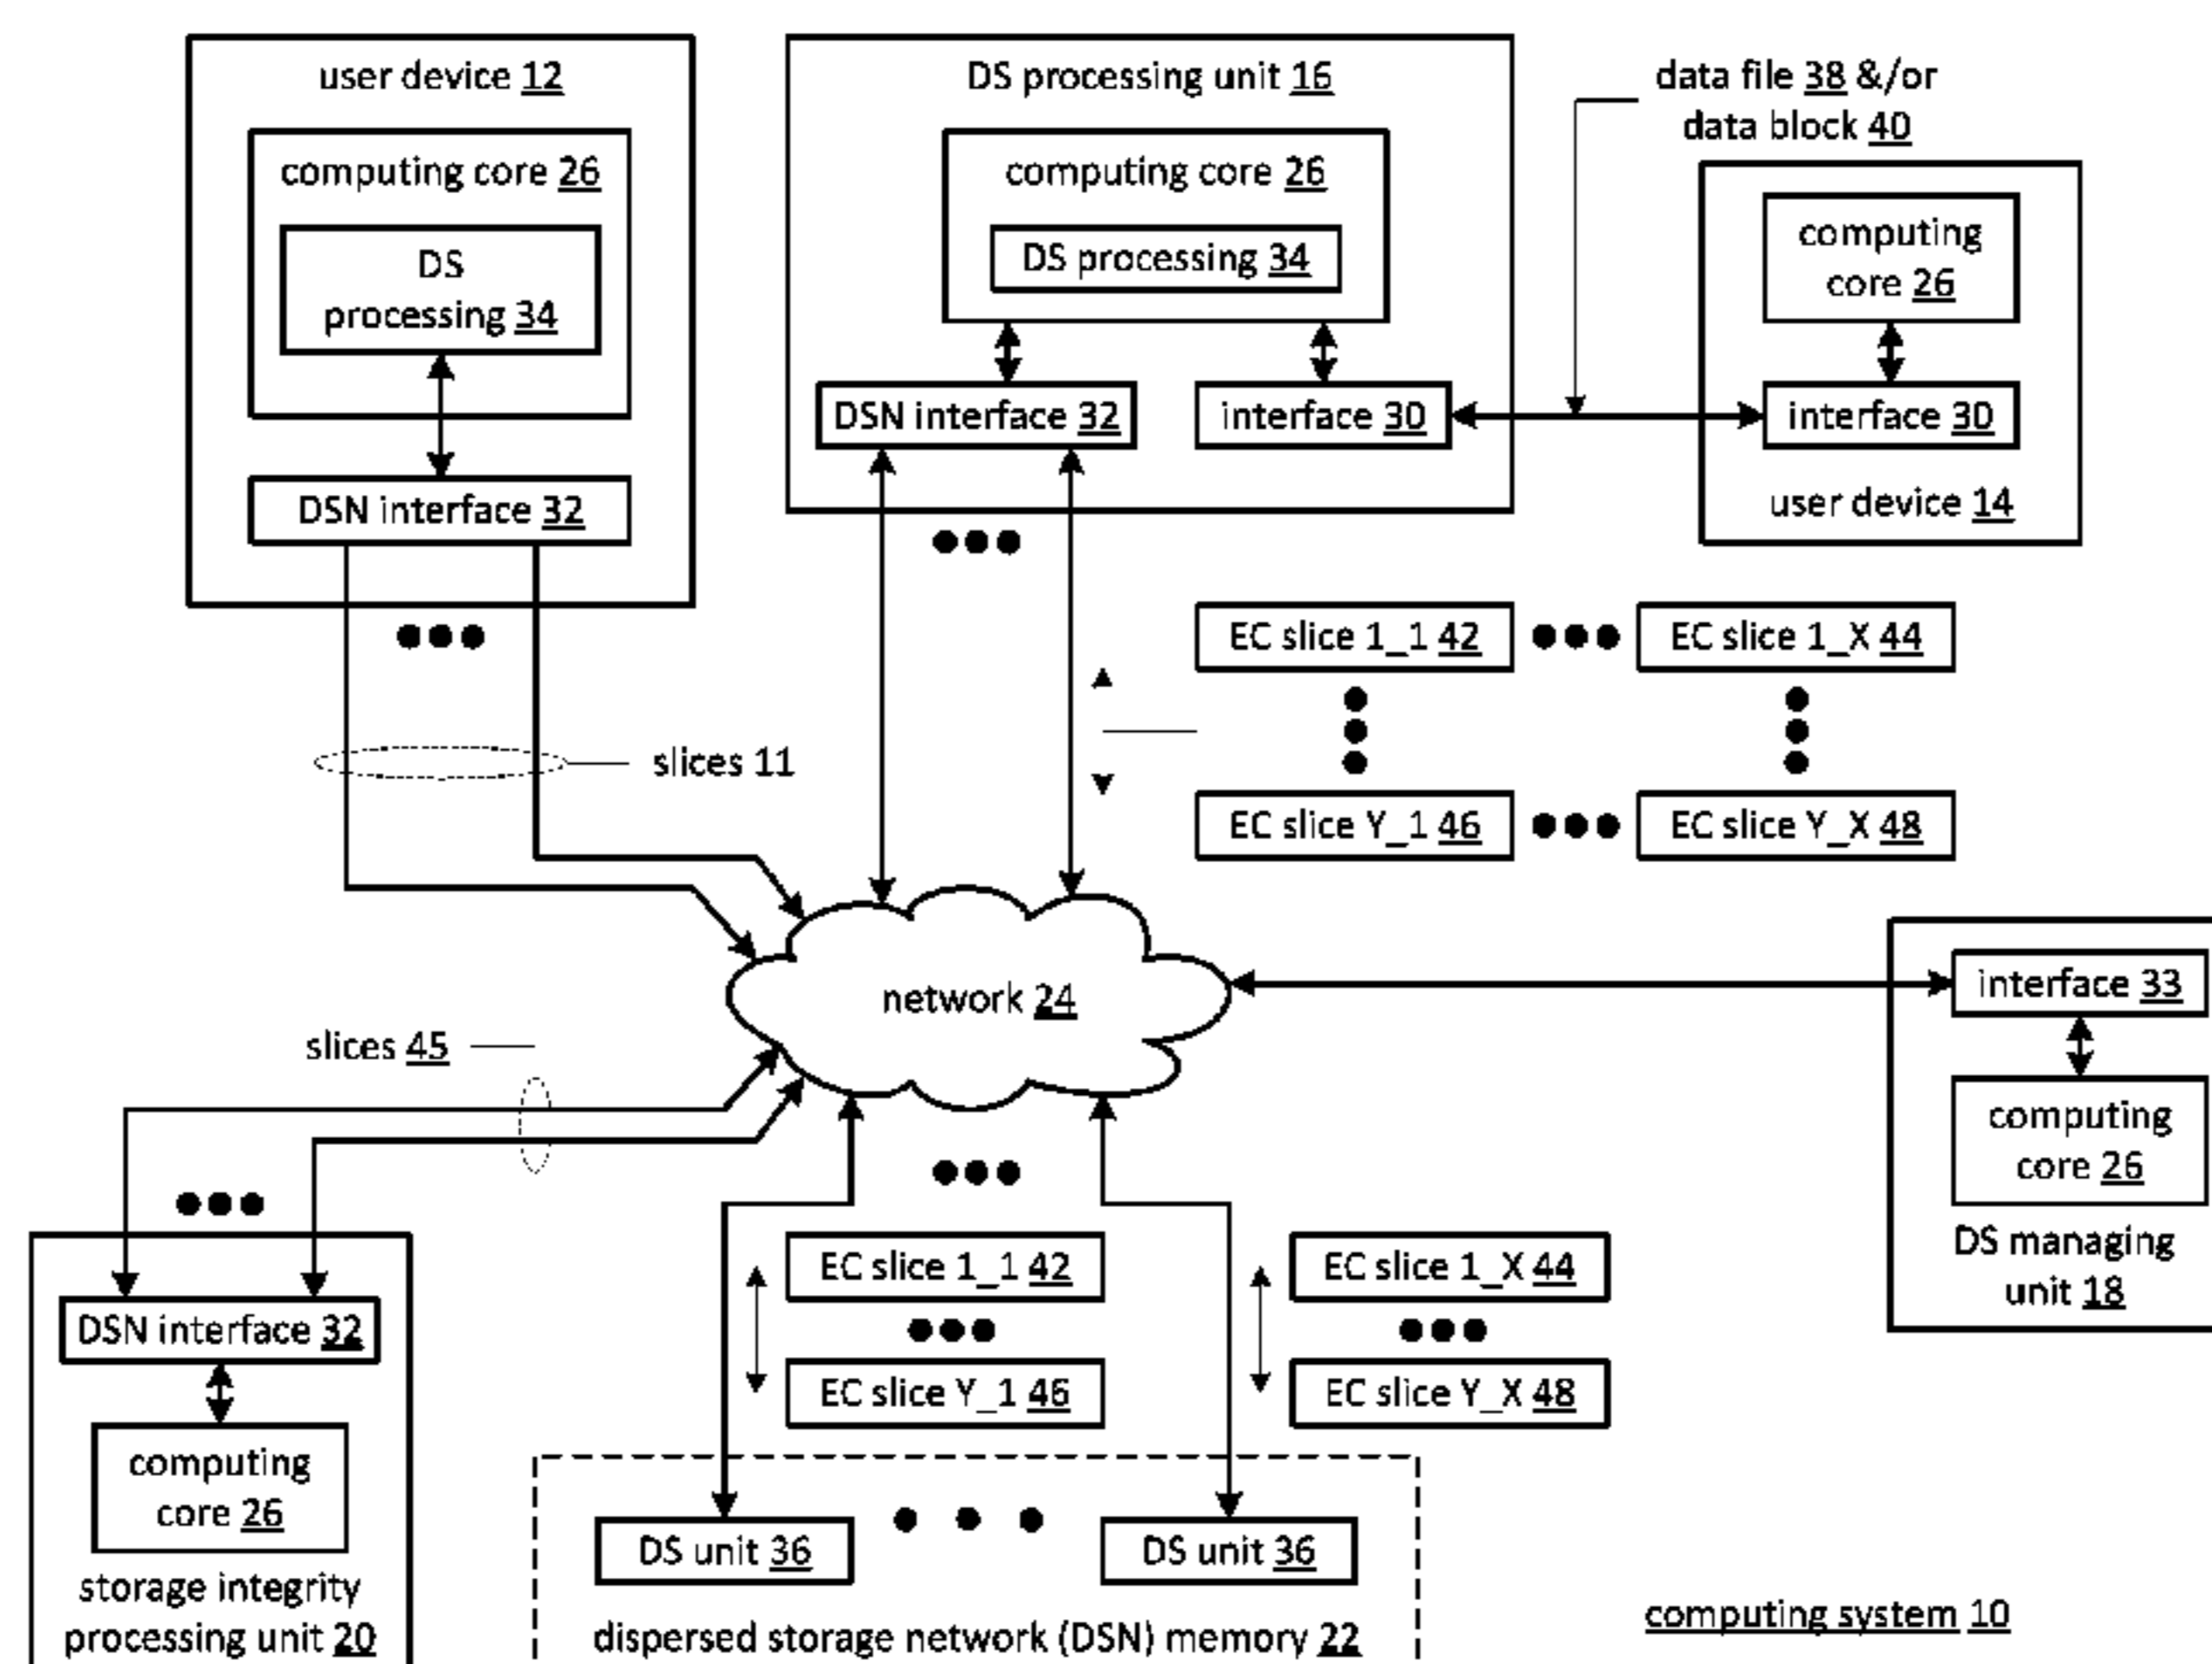 user device 12
computing core 26
DS
processing 34
DSN interface 32
DS processing unit 16
computing core 26
DS processing 34
DSN interface 32
interface 30
data file 38 &/or
data block 40
computing
core 26
interface 30
user device 14
slices 11
EC slice 1_1 42
EC slice 1_X 44
EC slice Y_1 46
EC slice Y_X 48
network 24
interface 33
computing
core 26
DS managing
unit 18
slices 45
DSN interface 32
computing
core 26
storage integrity
processing unit 20
EC slice 1_1 42
EC slice Y_1 46
EC slice 1_X 44
EC slice Y_X 48
DS unit 36
DS unit 36
dispersed storage network (DSN) memory 22
computing system 10